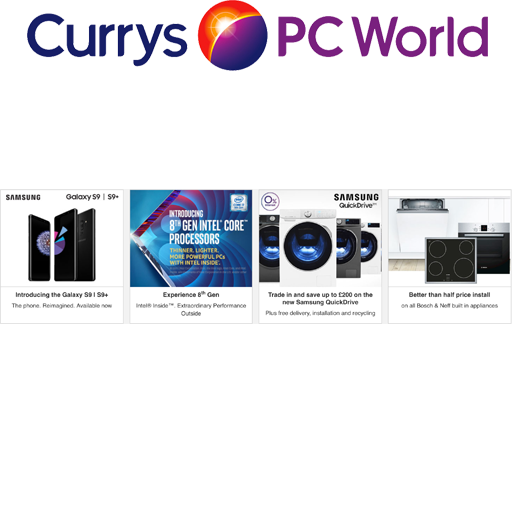 Currys PC World
SAMSUNG Galaxy S9 | S9+
Introducing the Galaxy S9 l S9+
The phone. Reimagined. Available now
INTRODUCING
8TH GEN INTEL® CORE™
PROCESSORS
THINNER, LIGHTER,
MORE POWERFUL PCs
WITH INTEL INSIDE.
Experience 8th Gen
Intel® Inside™. Extraordinary Performance
Outside
0%
SAMSUNG
QuickDrive™
Trade in and save up to £200 on the
new Samsung QuickDrive
Plus free delivery, installation and recycling
Better than half price install
on all Bosch & Neff built in appliances